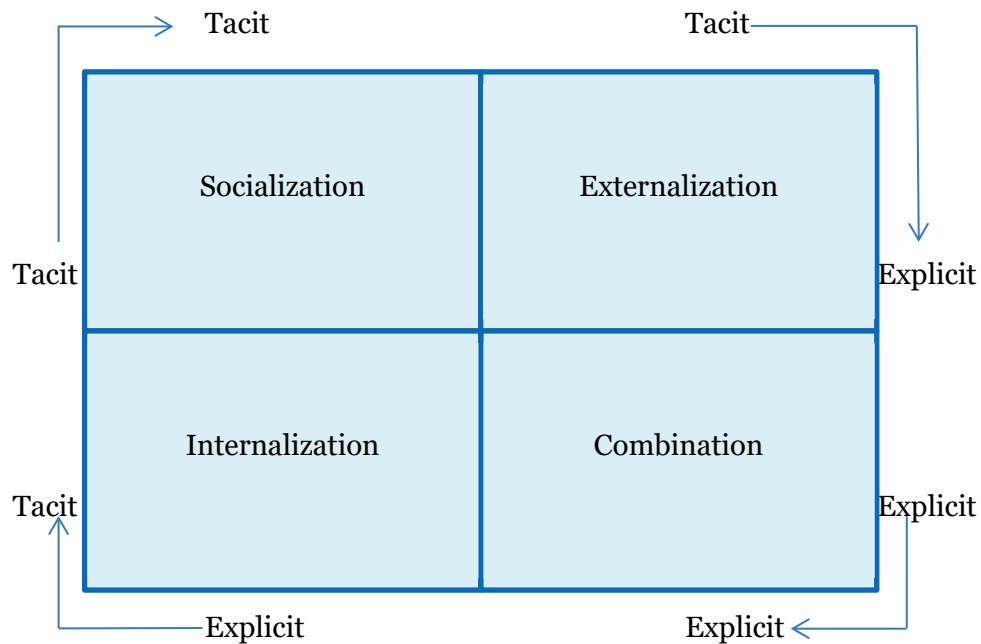 Tacit Tacit
Socialization Externalization
Tacit Explicit
Internalization Combination
Tacit Explicit
Explicit Explicit